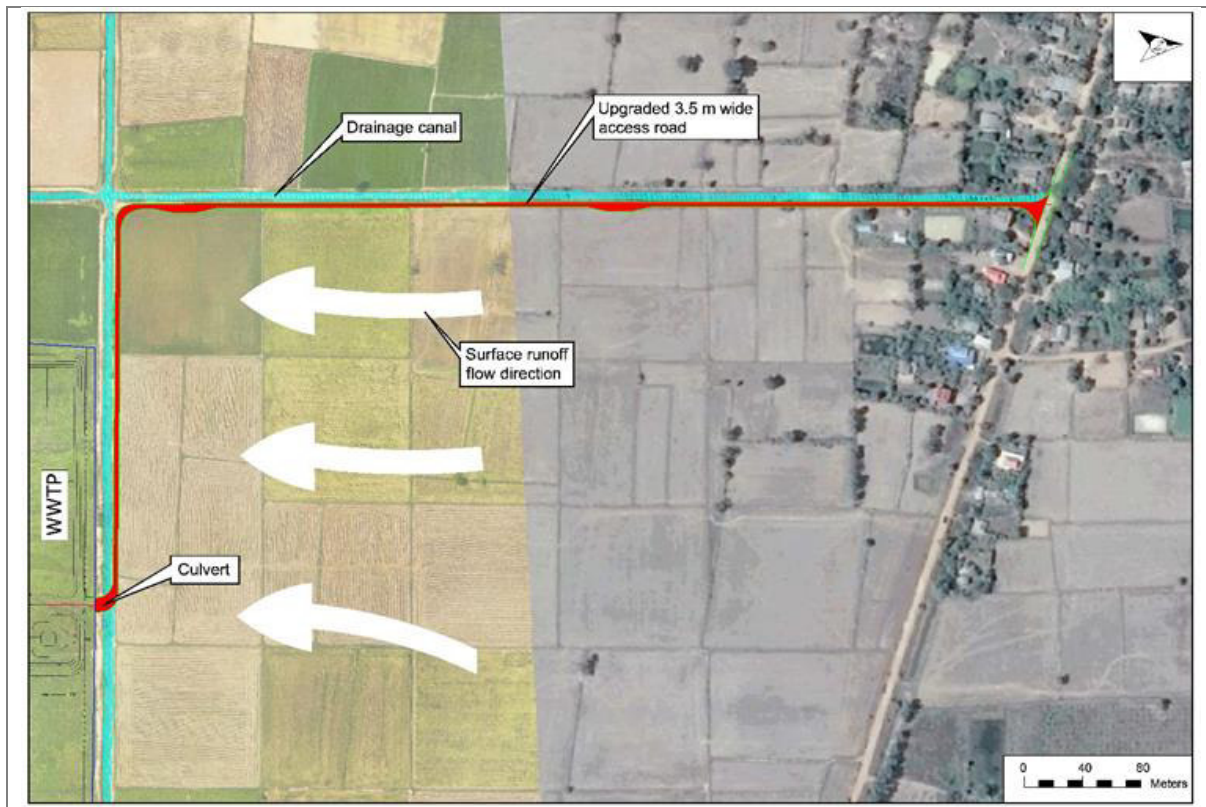 Drainage canal
Upgraded 3.5 m wide
access road
Surface runoff
flow direction
WWTP
Culvert
0 40 80
Meters